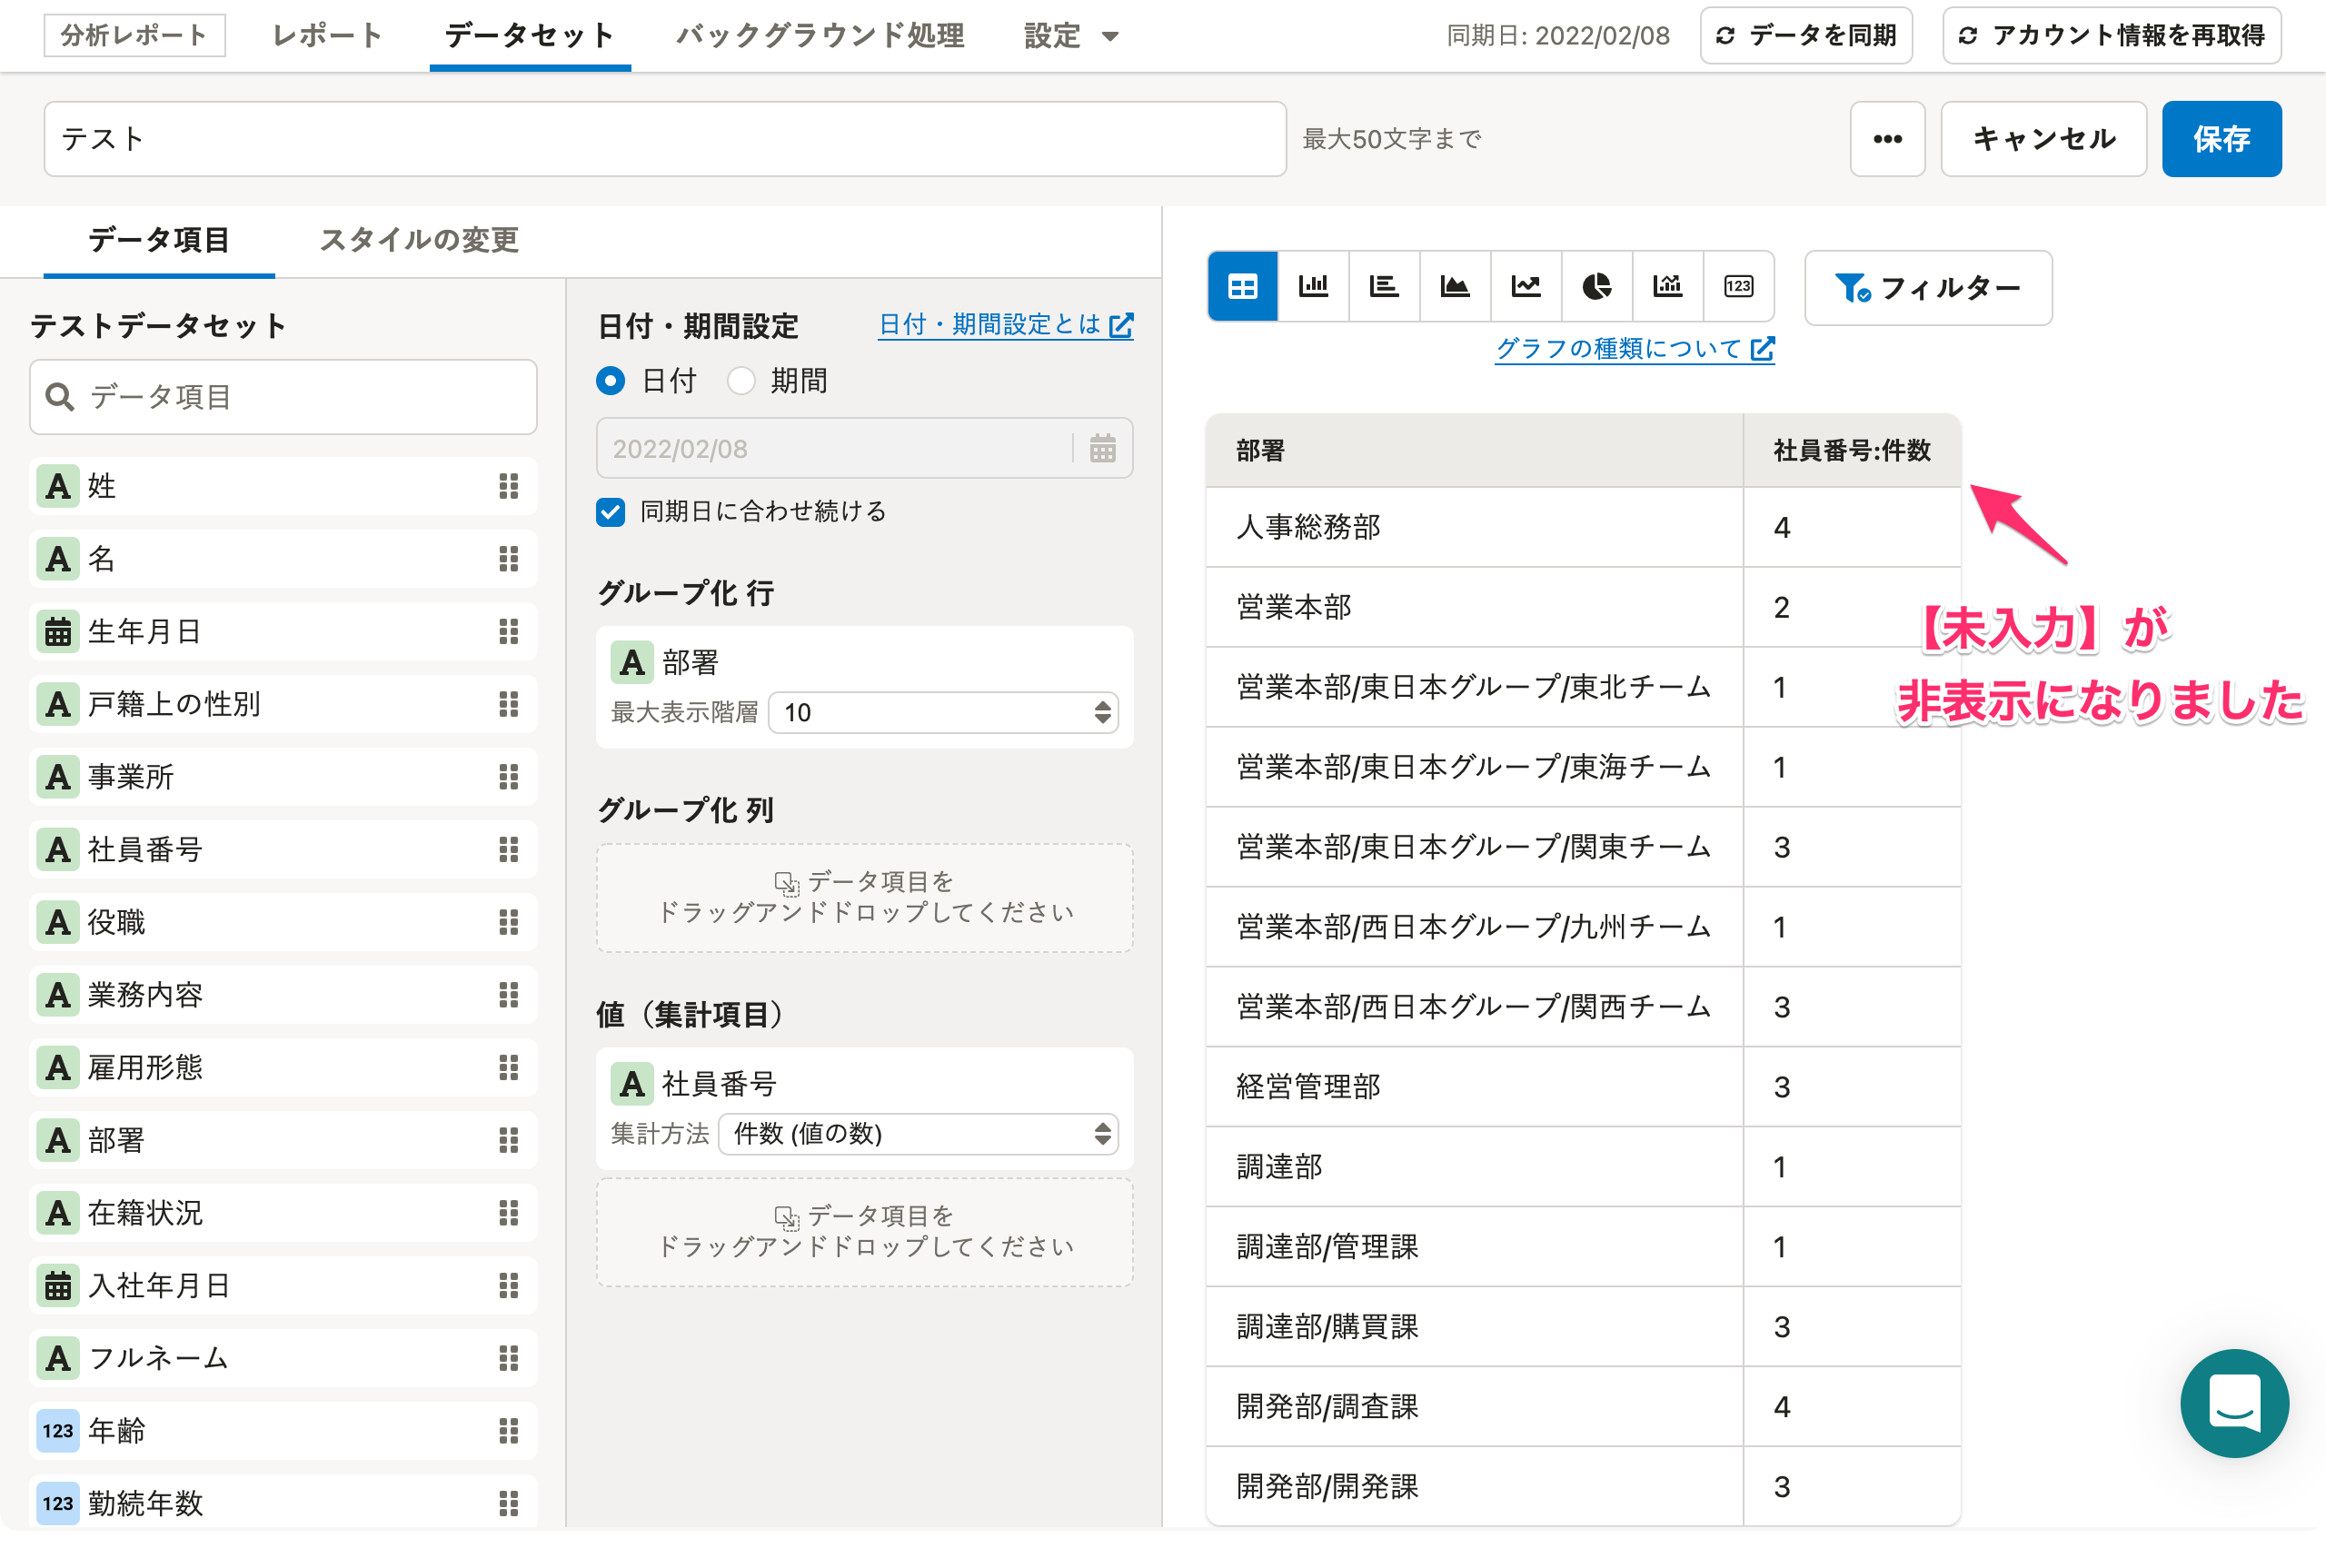 分析レポート レポート データセット バックグラウンド処理 設定 同期日: 2022/02/08 データを同期 アカウント情報を再取得
テスト 最大50文字まで ••• キャンセル 保存
データ項目 スタイルの変更
テストデータセット
データ項目
A 姓
A 名
生年月日
A 戸籍上の性別
A 事業所
A 社員番号
A 役職
A 業務内容
A 雇用形態
A 部署
A 在籍状況
入社年月日
A フルネーム
123 年齢
123 勤続年数
日付・期間設定 日付・期間設定とは
日付 期間
2022/02/08
同期日に合わせ続ける
グループ化 行
A 部署
最大表示階層 10
グループ化 列
データ項目を
ドラッグアンドドロップしてください
値（集計項目）
A 社員番号
集計方法 件数 (値の数)
データ項目を
ドラッグアンドドロップしてください
123 フィルター
グラフの種類について
部署 社員番号:件数
人事総務部 4
営業本部 2
営業本部/東日本グループ/東北チーム 1
営業本部/東日本グループ/東海チーム 1
営業本部/東日本グループ/関東チーム 3
営業本部/西日本グループ/九州チーム 1
営業本部/西日本グループ/関西チーム 3
経営管理部 3
調達部 1
調達部/管理課 1
調達部/購買課 3
開発部/調査課 4
開発部/開発課 3
【未入力】が
非表示になりました